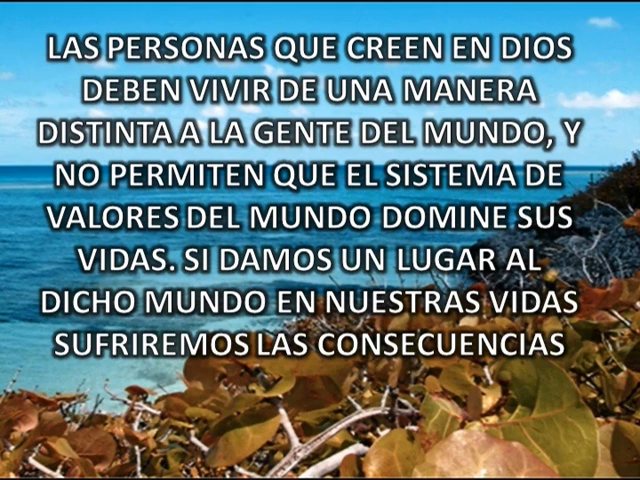 LAS PERSONAS QUE CREEN EN DIOS
DEBEN VIVIR DE UNA MANERA
DISTINTA A LA GENTE DEL MUNDO, Y
NO PERMITEN QUE EL SISTEMA DE
VALORES DEL MUNDO DOMINE SUS
VIDAS. SI DAMOS UN LUGAR AL
DICHO MUNDO EN NUESTRAS VIDAS
SUFRIREMOS LAS CONSECUENCIAS